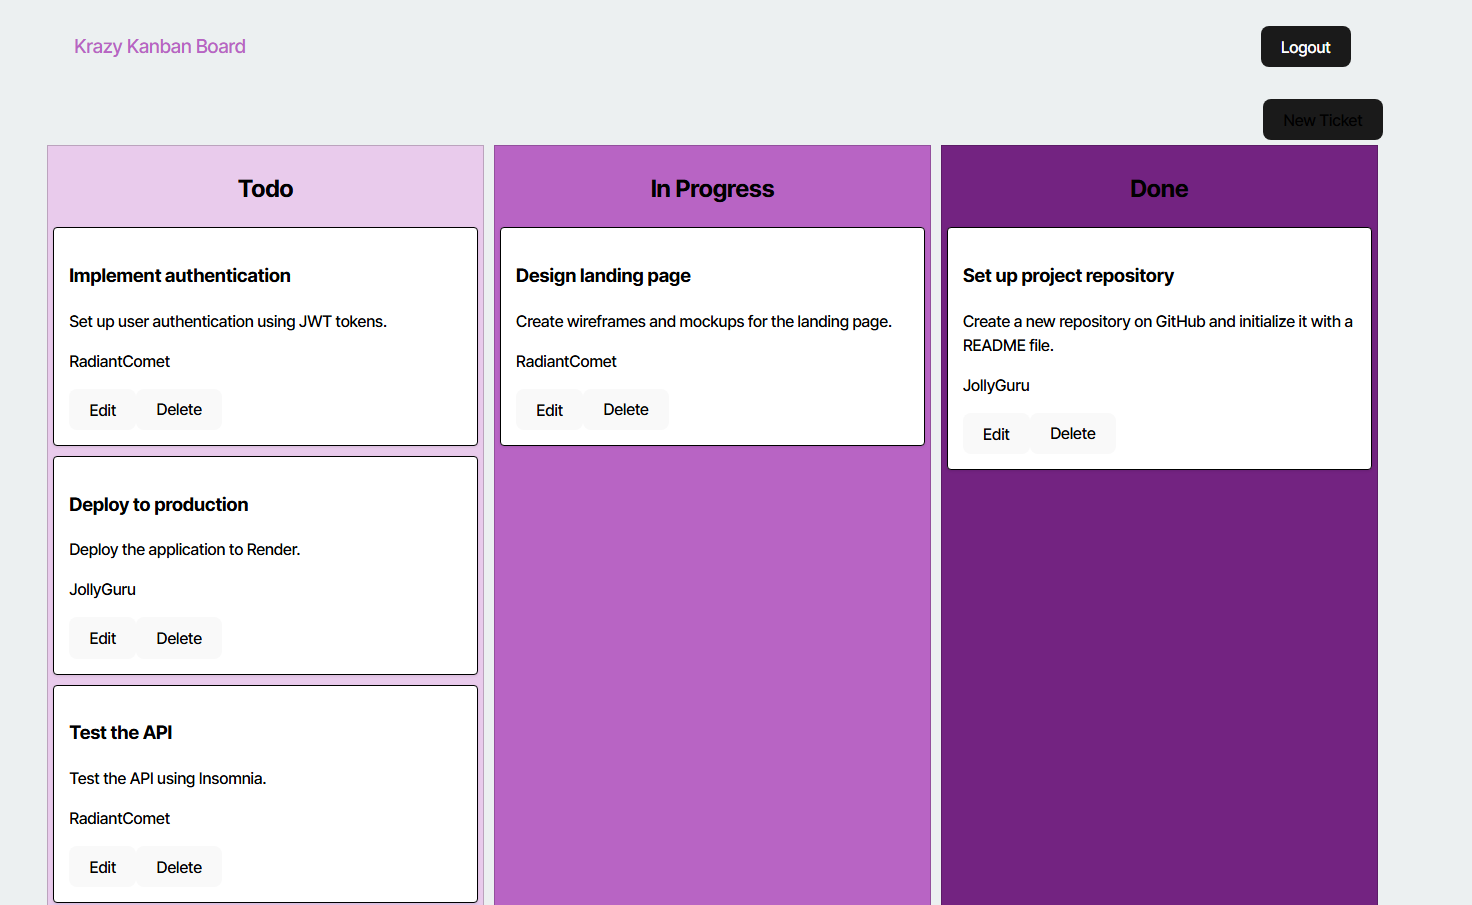 Krazy Kanban Board
Logout
New Ticket
Todo
Implement authentication
Set up user authentication using JWT tokens.
RadiantComet
Edit
Delete
Deploy to production
Deploy the application to Render.
JollyGuru
Edit
Delete
Test the API
Test the API using Insomnia.
RadiantComet
Edit
Delete
In Progress
Design landing page
Create wireframes and mockups for the landing page.
RadiantComet
Edit
Delete
Done
Set up project repository
Create a new repository on GitHub and initialize it with a
README file.
JollyGuru
Edit
Delete